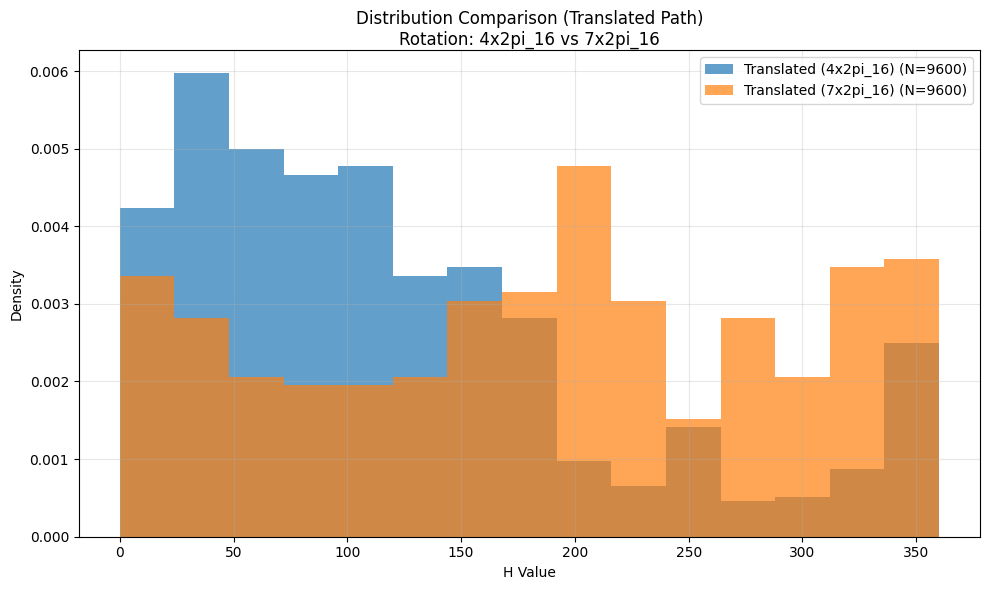 Distribution Comparison (Translated Path)
Rotation: 4x2pi_16 vs 7x2pi_16
Translated (4x2pi_16) (N=9600)
Translated (7x2pi_16) (N=9600)
Density
0.006
0.005
0.004
0.003
0.002
0.001
0.000
0 50 100 150 200 250 300 350
H Value